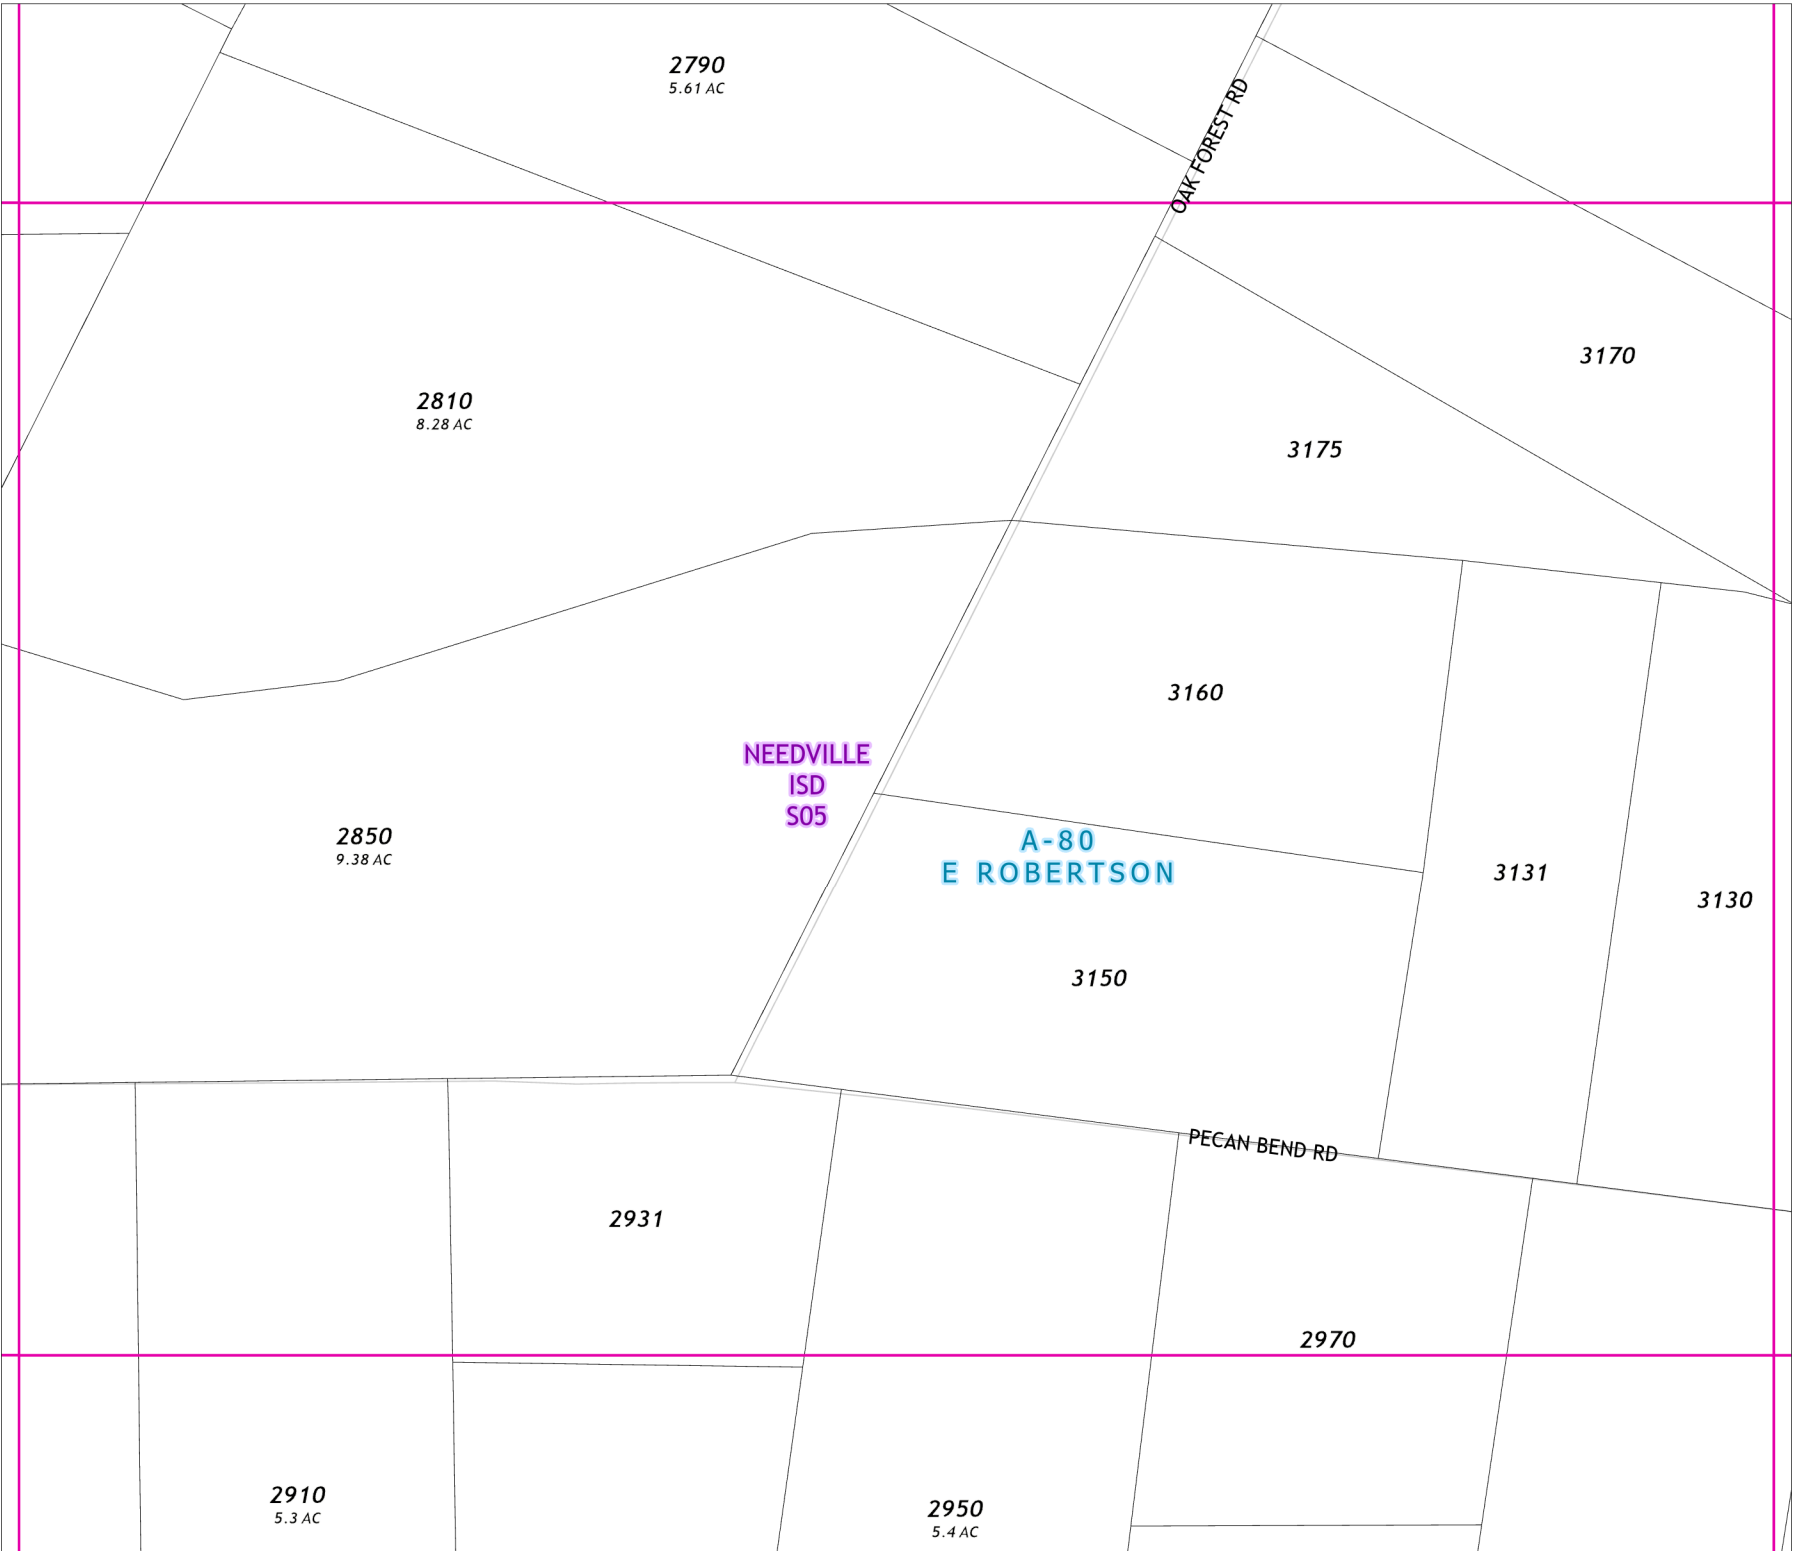 2790
5.61 AC
OAK FOREST RD
3170
2810
8.28 AC
3175
3160
NEEDVILLE
ISD
S05
2850
9.38 AC
A-80
E ROBERTSON
3131
3130
3150
PECAN BEND RD
2931
2970
2910
5.3 AC
2950
5.4 AC